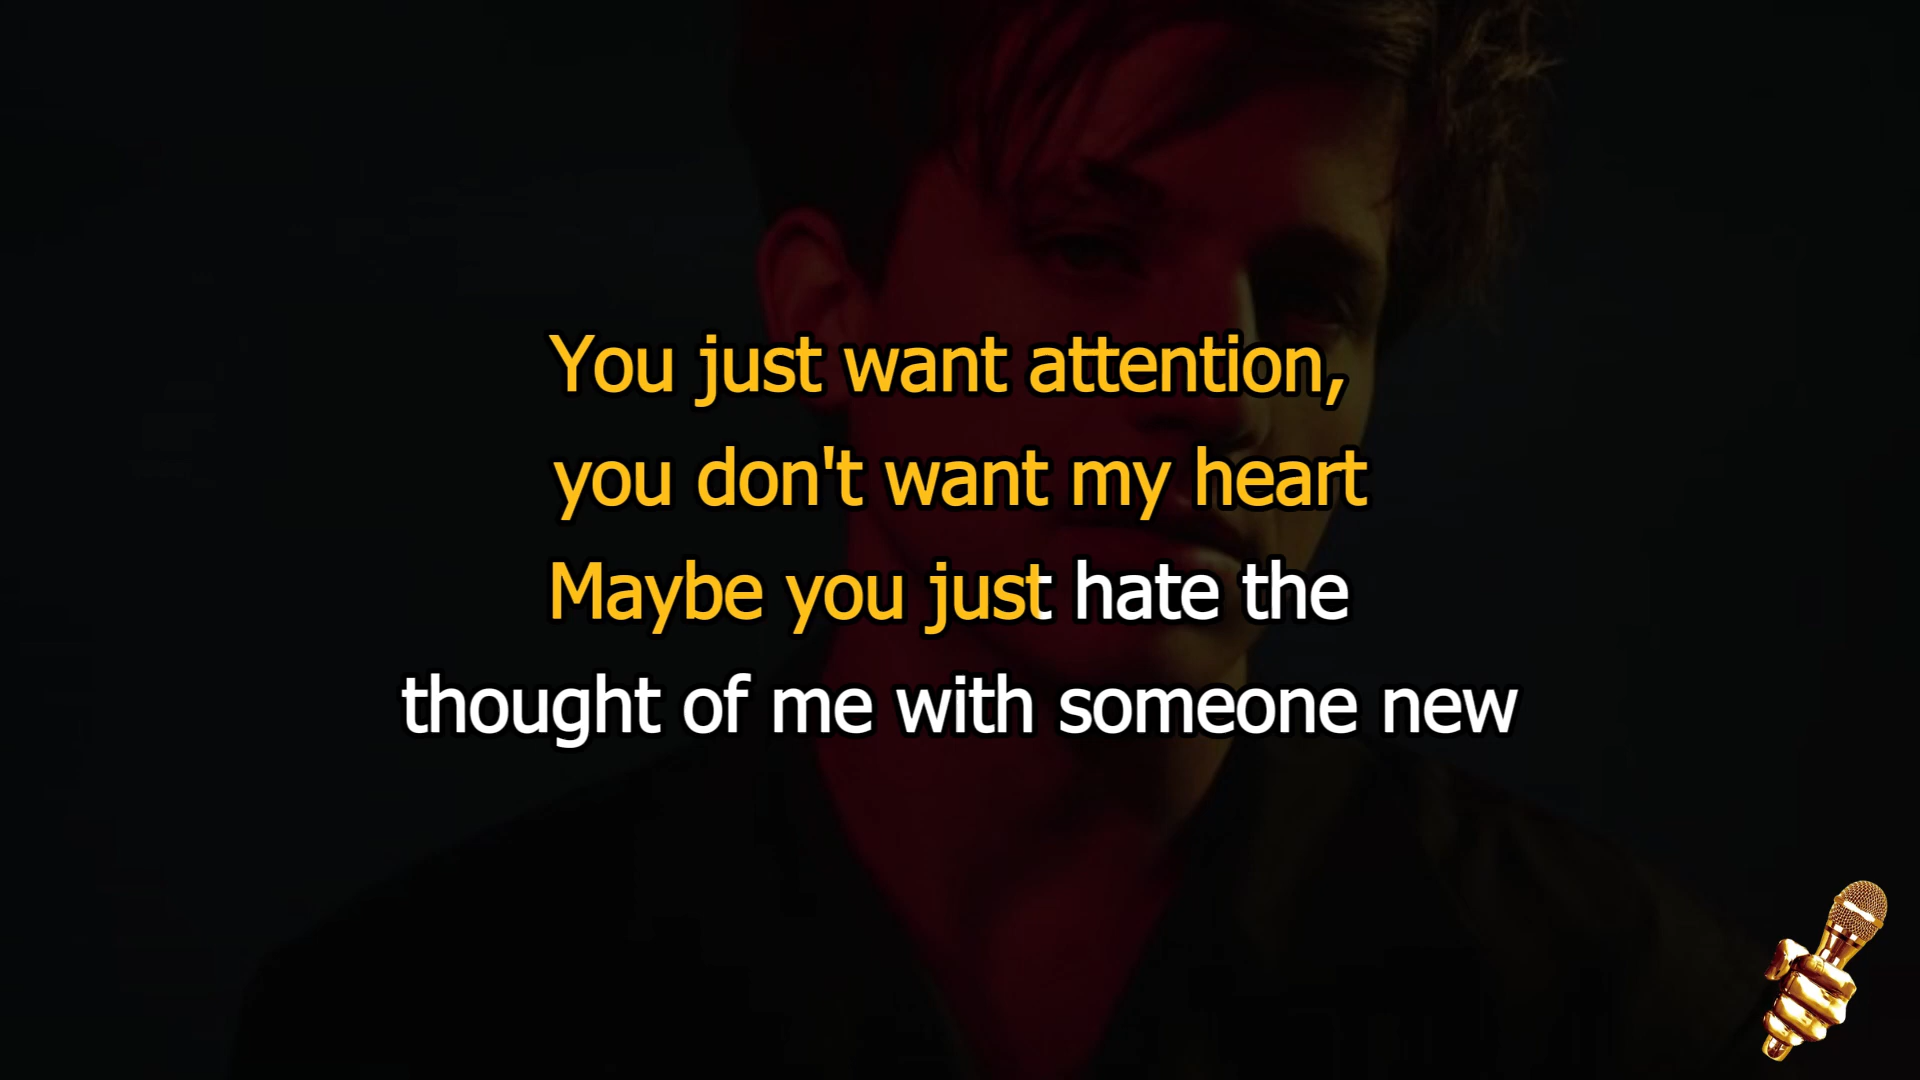 You just want attention,
you don't want my heart
Maybe you just hate the
thought of me with someone new